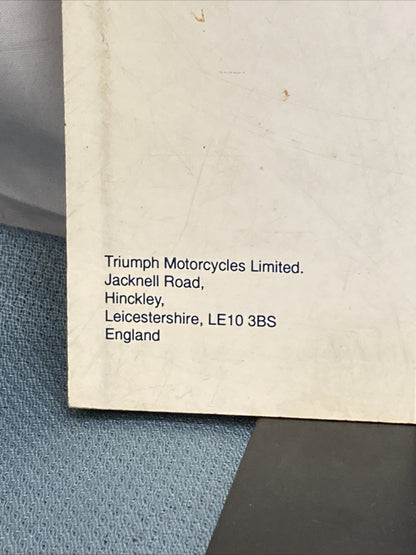 Triumph Motorcycles Limited.
Jacknell Road,
Hinckley,
Leicestershire, LE10 3BS
England